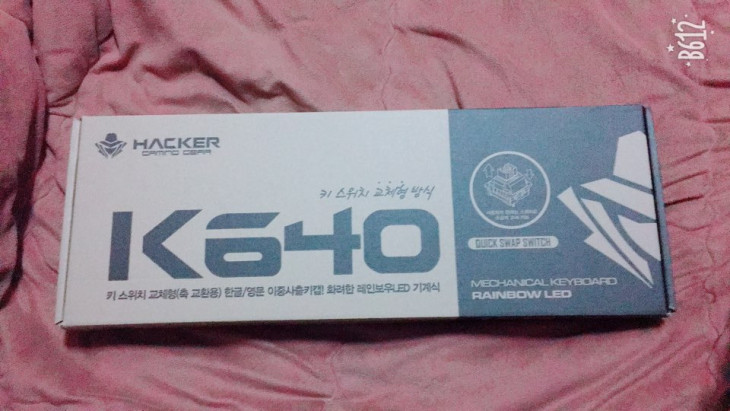 B612
HACKER
GAMING GEAR
키 스위치 교체형 방식
K640
키 스위치 교체형(축 교환용) 한글/영문 이중사출키캡! 화려한 레인보우LED 기계식
QUICK SWAP SWITCH
MECHANICAL KEYBOARD
RAINBOW LED